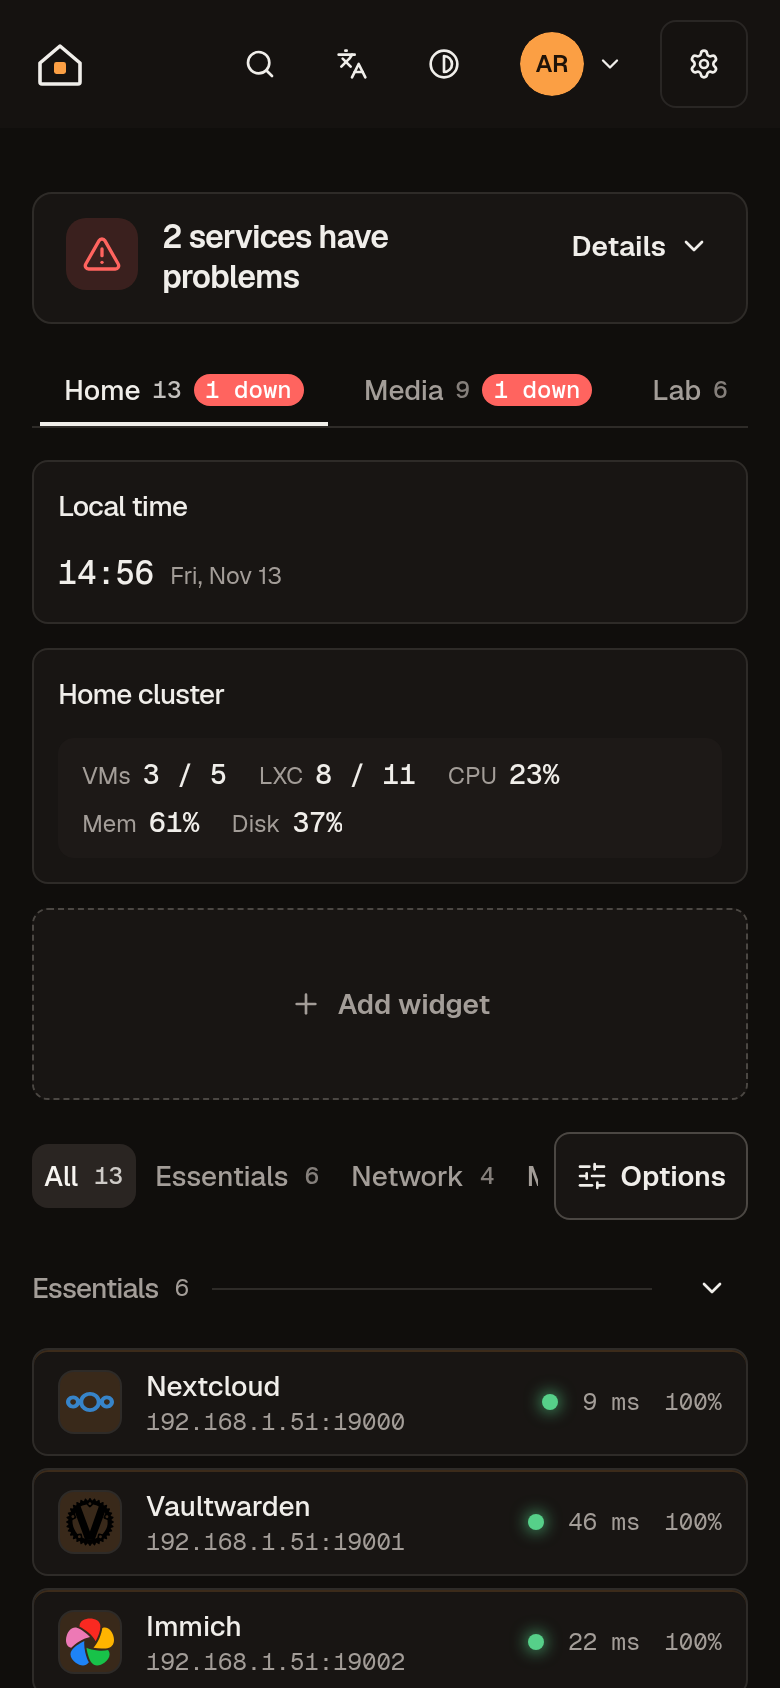 AR
2 services have
problems
Details
Home 13 1 down Media 9 1 down Lab 6
Local time
14:56 Fri, Nov 13
Home cluster
VMs 3 / 5 LXC 8 / 11 CPU 23%
Mem 61% Disk 37%
Add widget
All 13 Essentials 6 Network 4 Options
Essentials 6
Nextcloud
192.168.1.51:19000
9 ms 100%
Vaultwarden
192.168.1.51:19001
46 ms 100%
Immich
192.168.1.51:19002
22 ms 100%